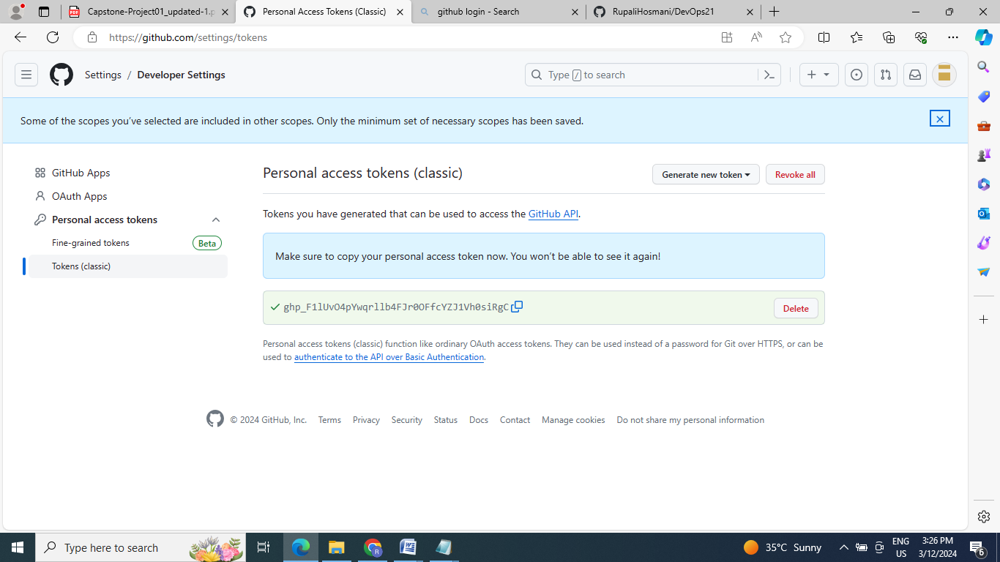 Capstone-Project01_updated-1.p
Personal Access Tokens (Classic)
github login - Search
RupaliHosmani/DevOps21
https://github.com/settings/tokens
Settings / Developer Settings
Type / to search
Some of the scopes you’ve selected are included in other scopes. Only the minimum set of necessary scopes has been saved.
GitHub Apps
OAuth Apps
Personal access tokens
Fine-grained tokens Beta
Tokens (classic)
Personal access tokens (classic)
Generate new token
Revoke all
Tokens you have generated that can be used to access the GitHub API.
Make sure to copy your personal access token now. You won’t be able to see it again!
Delete
Personal access tokens (classic) function like ordinary OAuth access tokens. They can be used instead of a password for Git over HTTPS, or can be
used to authenticate to the API over Basic Authentication.
© 2024 GitHub, Inc. Terms Privacy Security Status Docs Contact Manage cookies Do not share my personal information
Type here to search
35°C Sunny
ENG
US
3:26 PM
3/12/2024
6